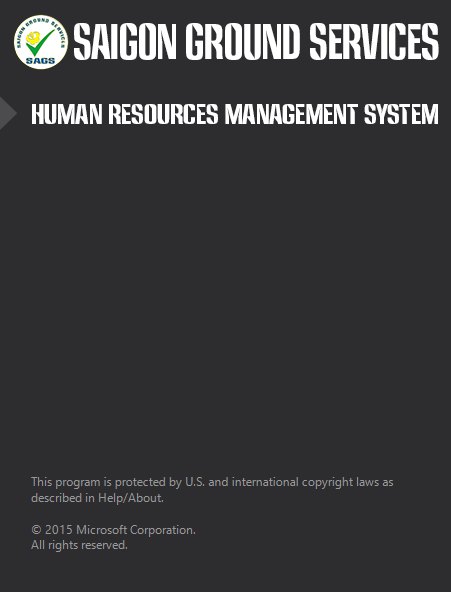 SAIGON GROUND SERVICES
SAGS
SAIGON GROUND SERVICES
HUMAN RESOURCES MANAGEMENT SYSTEM
This program is protected by U.S. and international copyright laws as
described in Help/About.
© 2015 Microsoft Corporation.
All rights reserved.